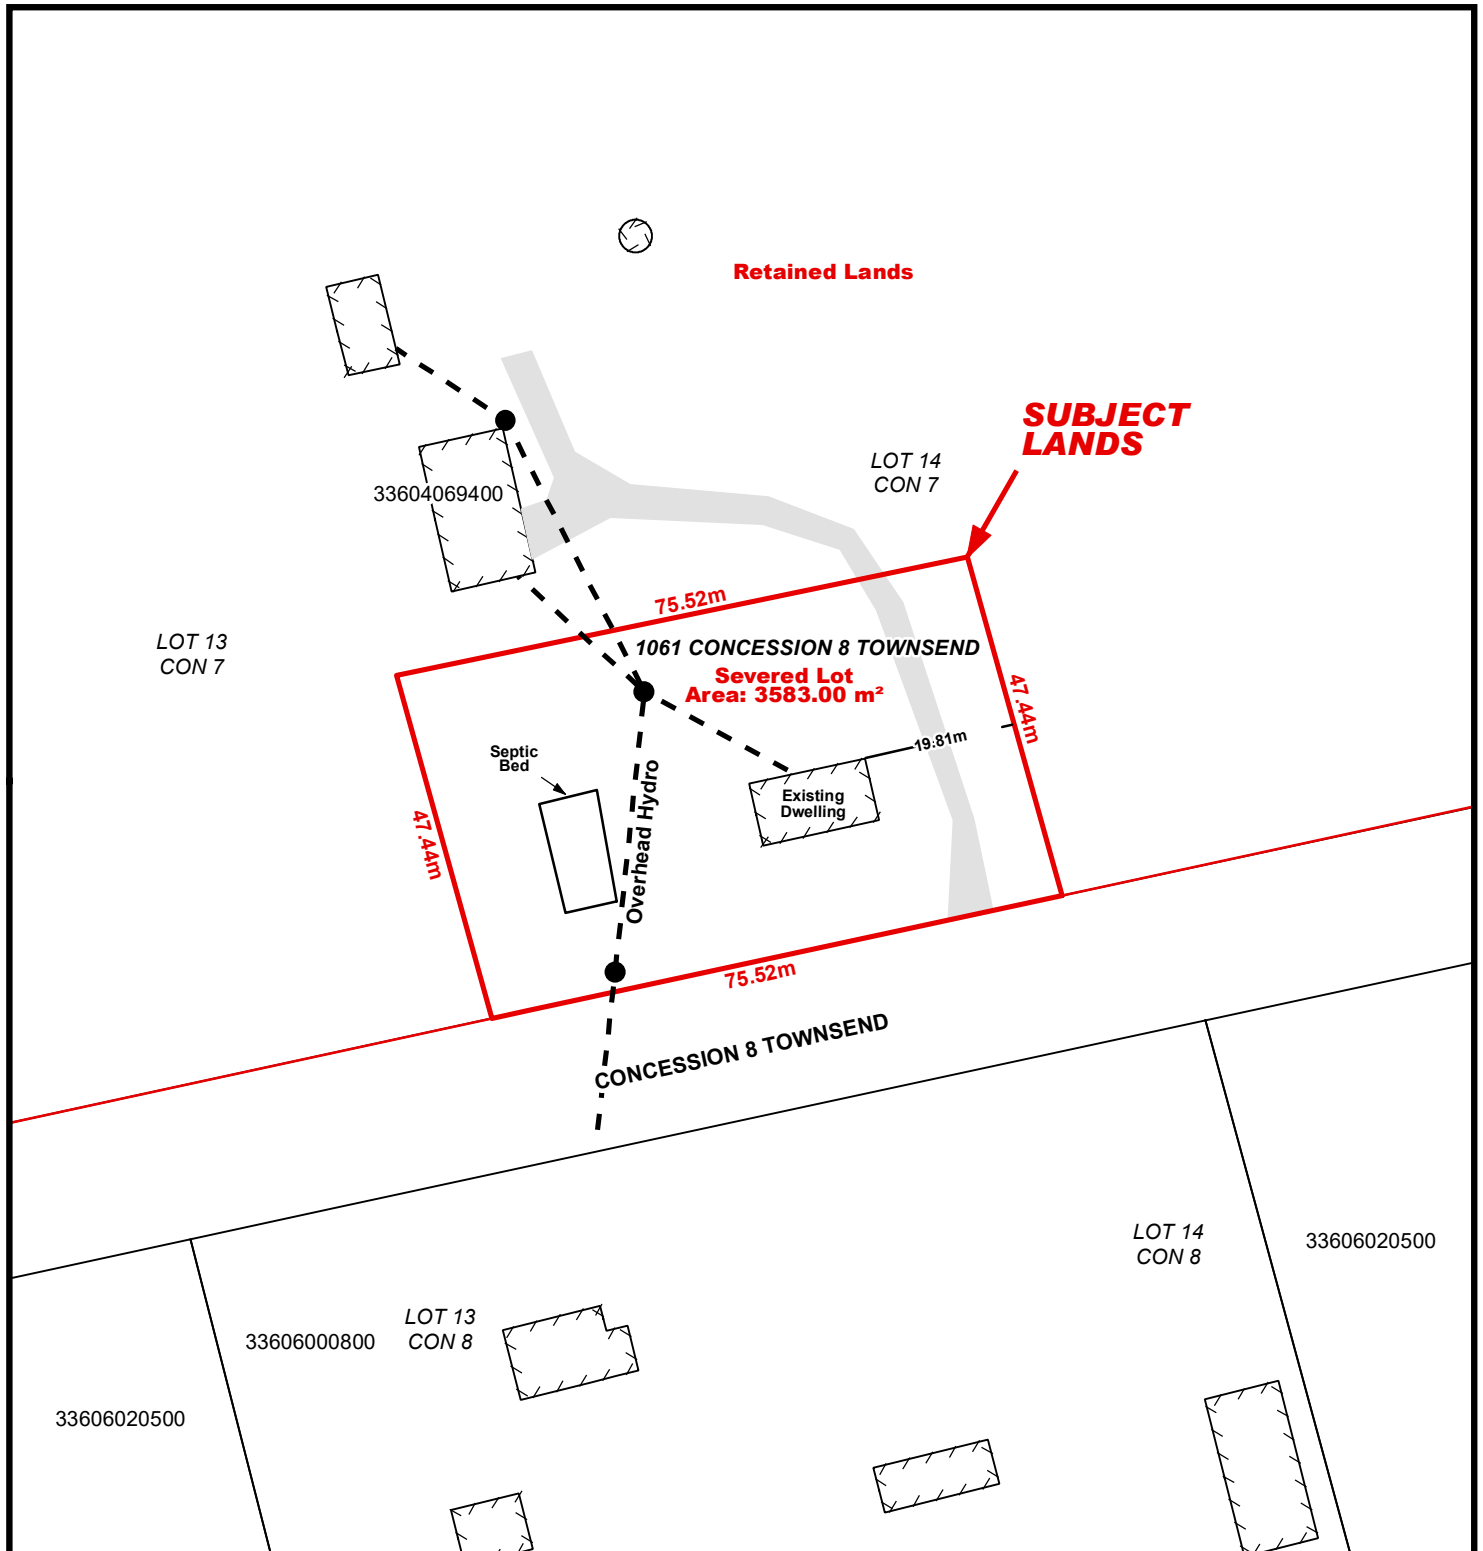 Retained Lands
SUBJECT
LANDS
LOT 14
CON 7
33604069400
75.52m
LOT 13
CON 7
1061 CONCESSION 8 TOWNSEND
Severed Lot
Area: 3583.00 m²
47.44m
19.81m
Septic
Bed
Overhead Hydro
Existing
Dwelling
47.44m
75.52m
CONCESSION 8 TOWNSEND
LOT 14
CON 8
33606020500
LOT 13
CON 8
33606000800
33606020500